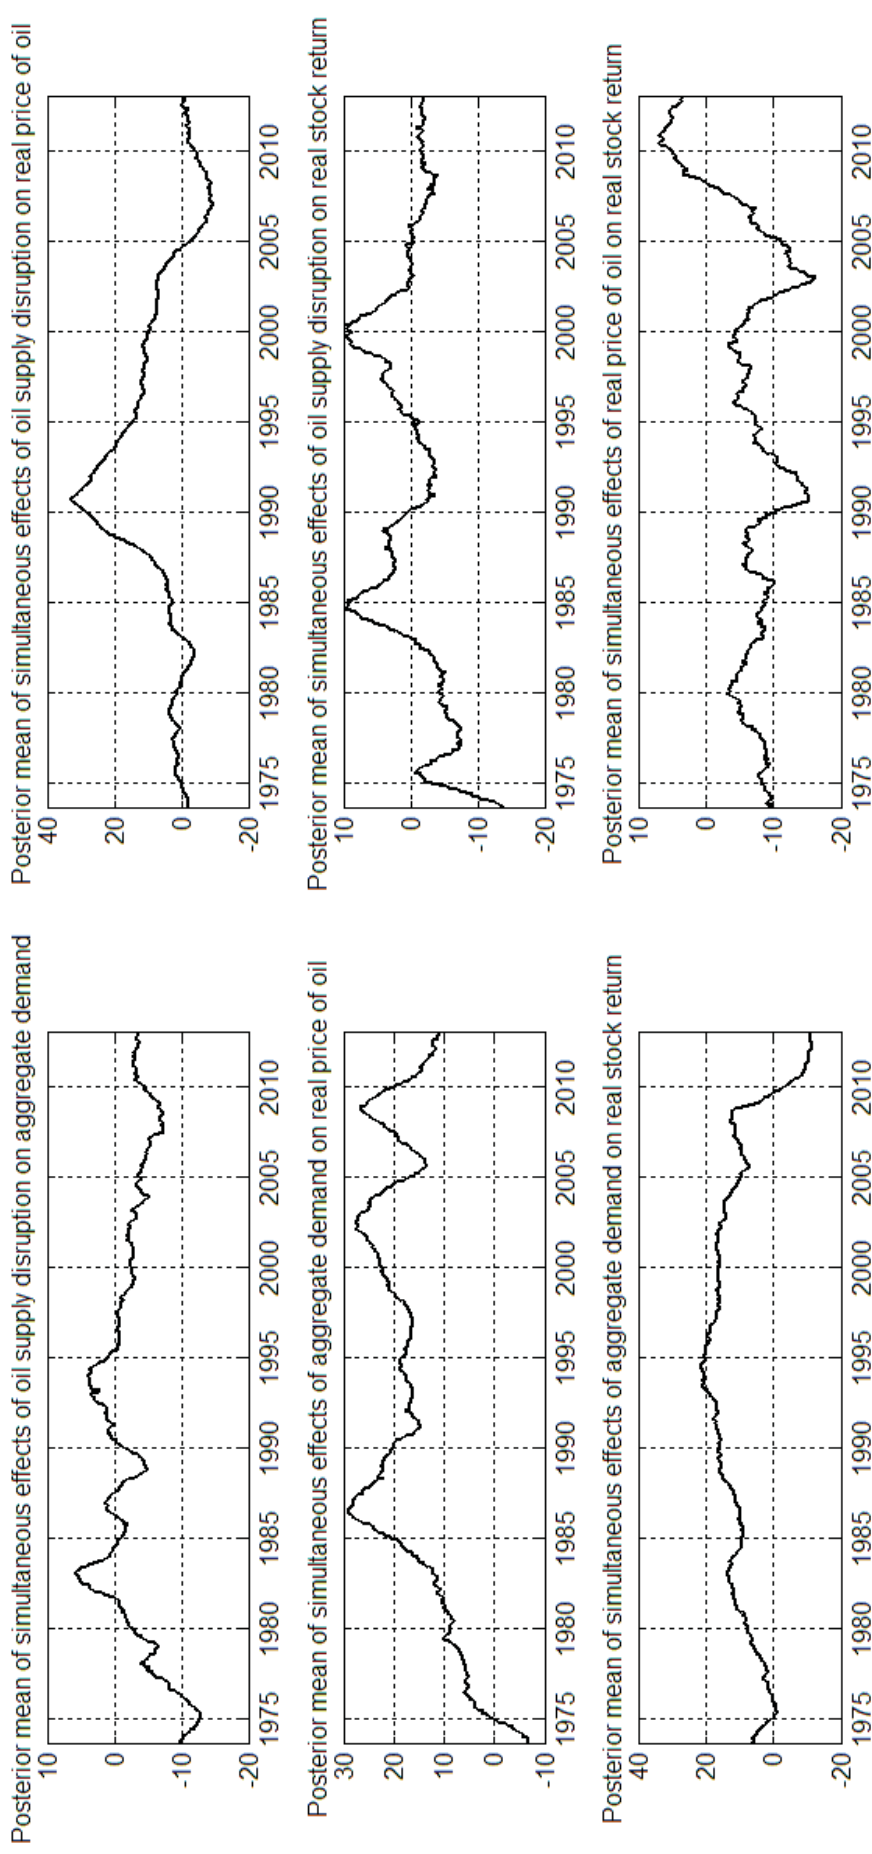 Posterior mean of simultaneous effects of oil supply disruption on aggregate demand
10
0
-10
-20
1975 1980 1985 1990 1995 2000 2005 2010
Posterior mean of simultaneous effects of oil supply disruption on real price of oil
40
20
0
-20
1975 1980 1985 1990 1995 2000 2005 2010
Posterior mean of simultaneous effects of aggregate demand on real price of oil
30
20
10
0
-10
1975 1980 1985 1990 1995 2000 2005 2010
Posterior mean of simultaneous effects of oil supply disruption on real stock return
10
0
-10
-20
1975 1980 1985 1990 1995 2000 2005 2010
Posterior mean of simultaneous effects of aggregate demand on real stock return
40
20
0
-20
1975 1980 1985 1990 1995 2000 2005 2010
Posterior mean of simultaneous effects of real price of oil on real stock return
10
0
-10
-20
1975 1980 1985 1990 1995 2000 2005 2010